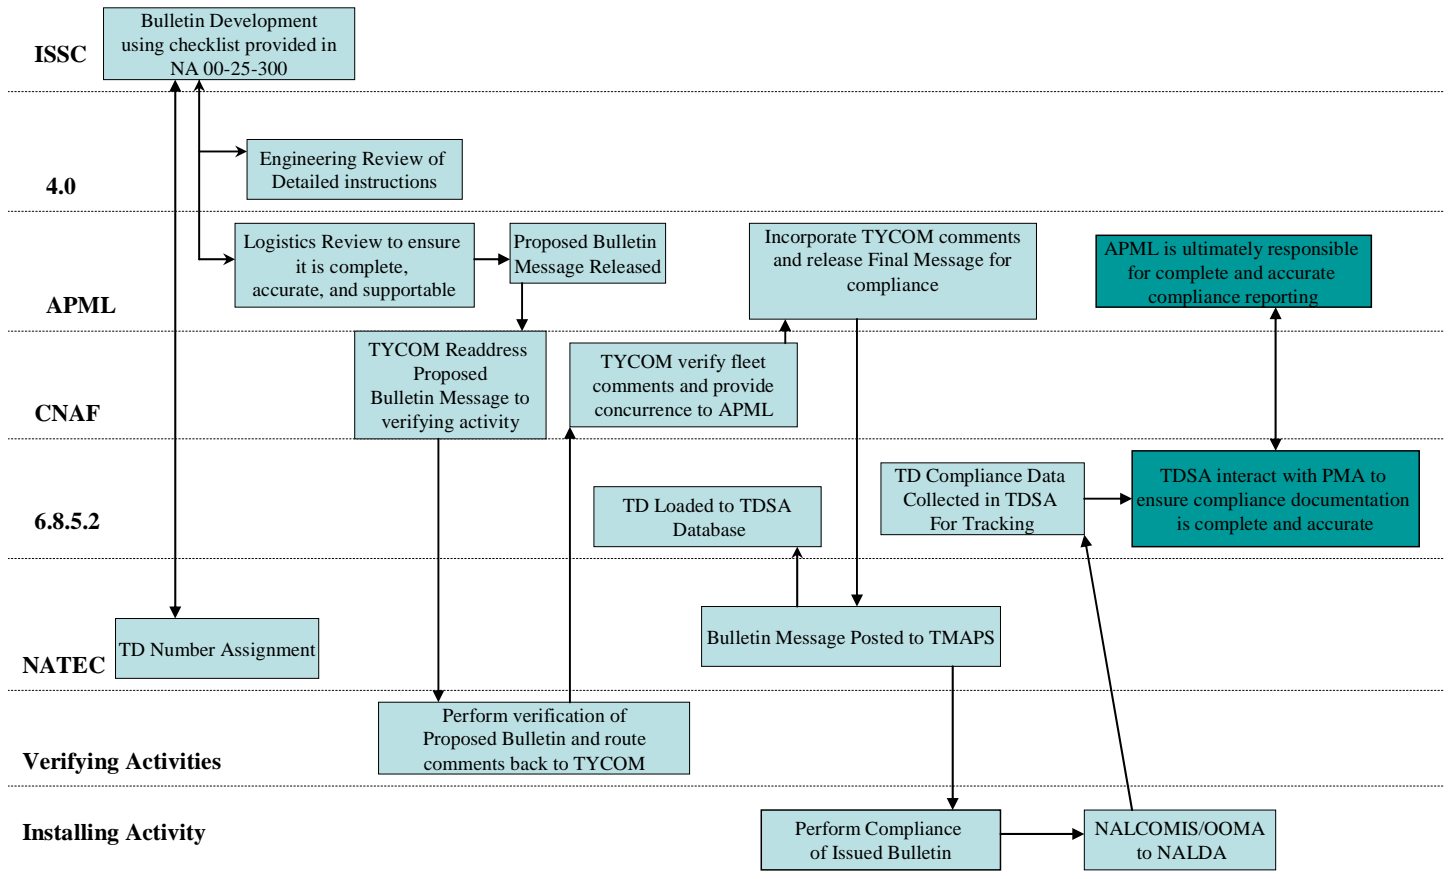 ISSC
Bulletin Development
using checklist provided in
NA 00-25-300
4.0
Engineering Review of
Detailed instructions
APML
Logistics Review to ensure
it is complete,
accurate, and supportable
Proposed Bulletin
Message Released
Incorporate TYCOM comments
and release Final Message for
compliance
APML is ultimately responsible
for complete and accurate
compliance reporting
CNAF
TYCOM Readdress
Proposed
Bulletin Message to
verifying activity
TYCOM verify fleet
comments and provide
concurrence to APML
6.8.5.2
TD Loaded to TDSA
Database
TD Compliance Data
Collected in TDSA
For Tracking
TDSA interact with PMA to
ensure compliance documentation
is complete and accurate
NATEC
TD Number Assignment
Bulletin Message Posted to TMAPS
Verifying Activities
Perform verification of
Proposed Bulletin and route
comments back to TYCOM
Installing Activity
Perform Compliance
of Issued Bulletin
NALCOMIS/OOMA
to NALDA